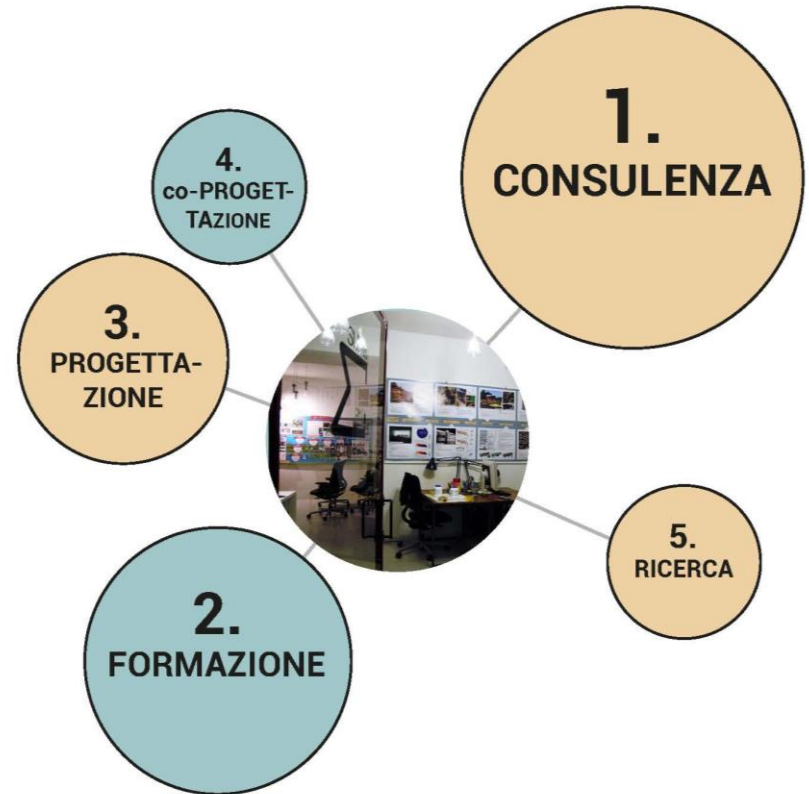 1.
CONSULENZA
4.
co-PROGET-
TAZIONE
3.
PROGETTA-
ZIONE
5.
RICERCA
2.
FORMAZIONE